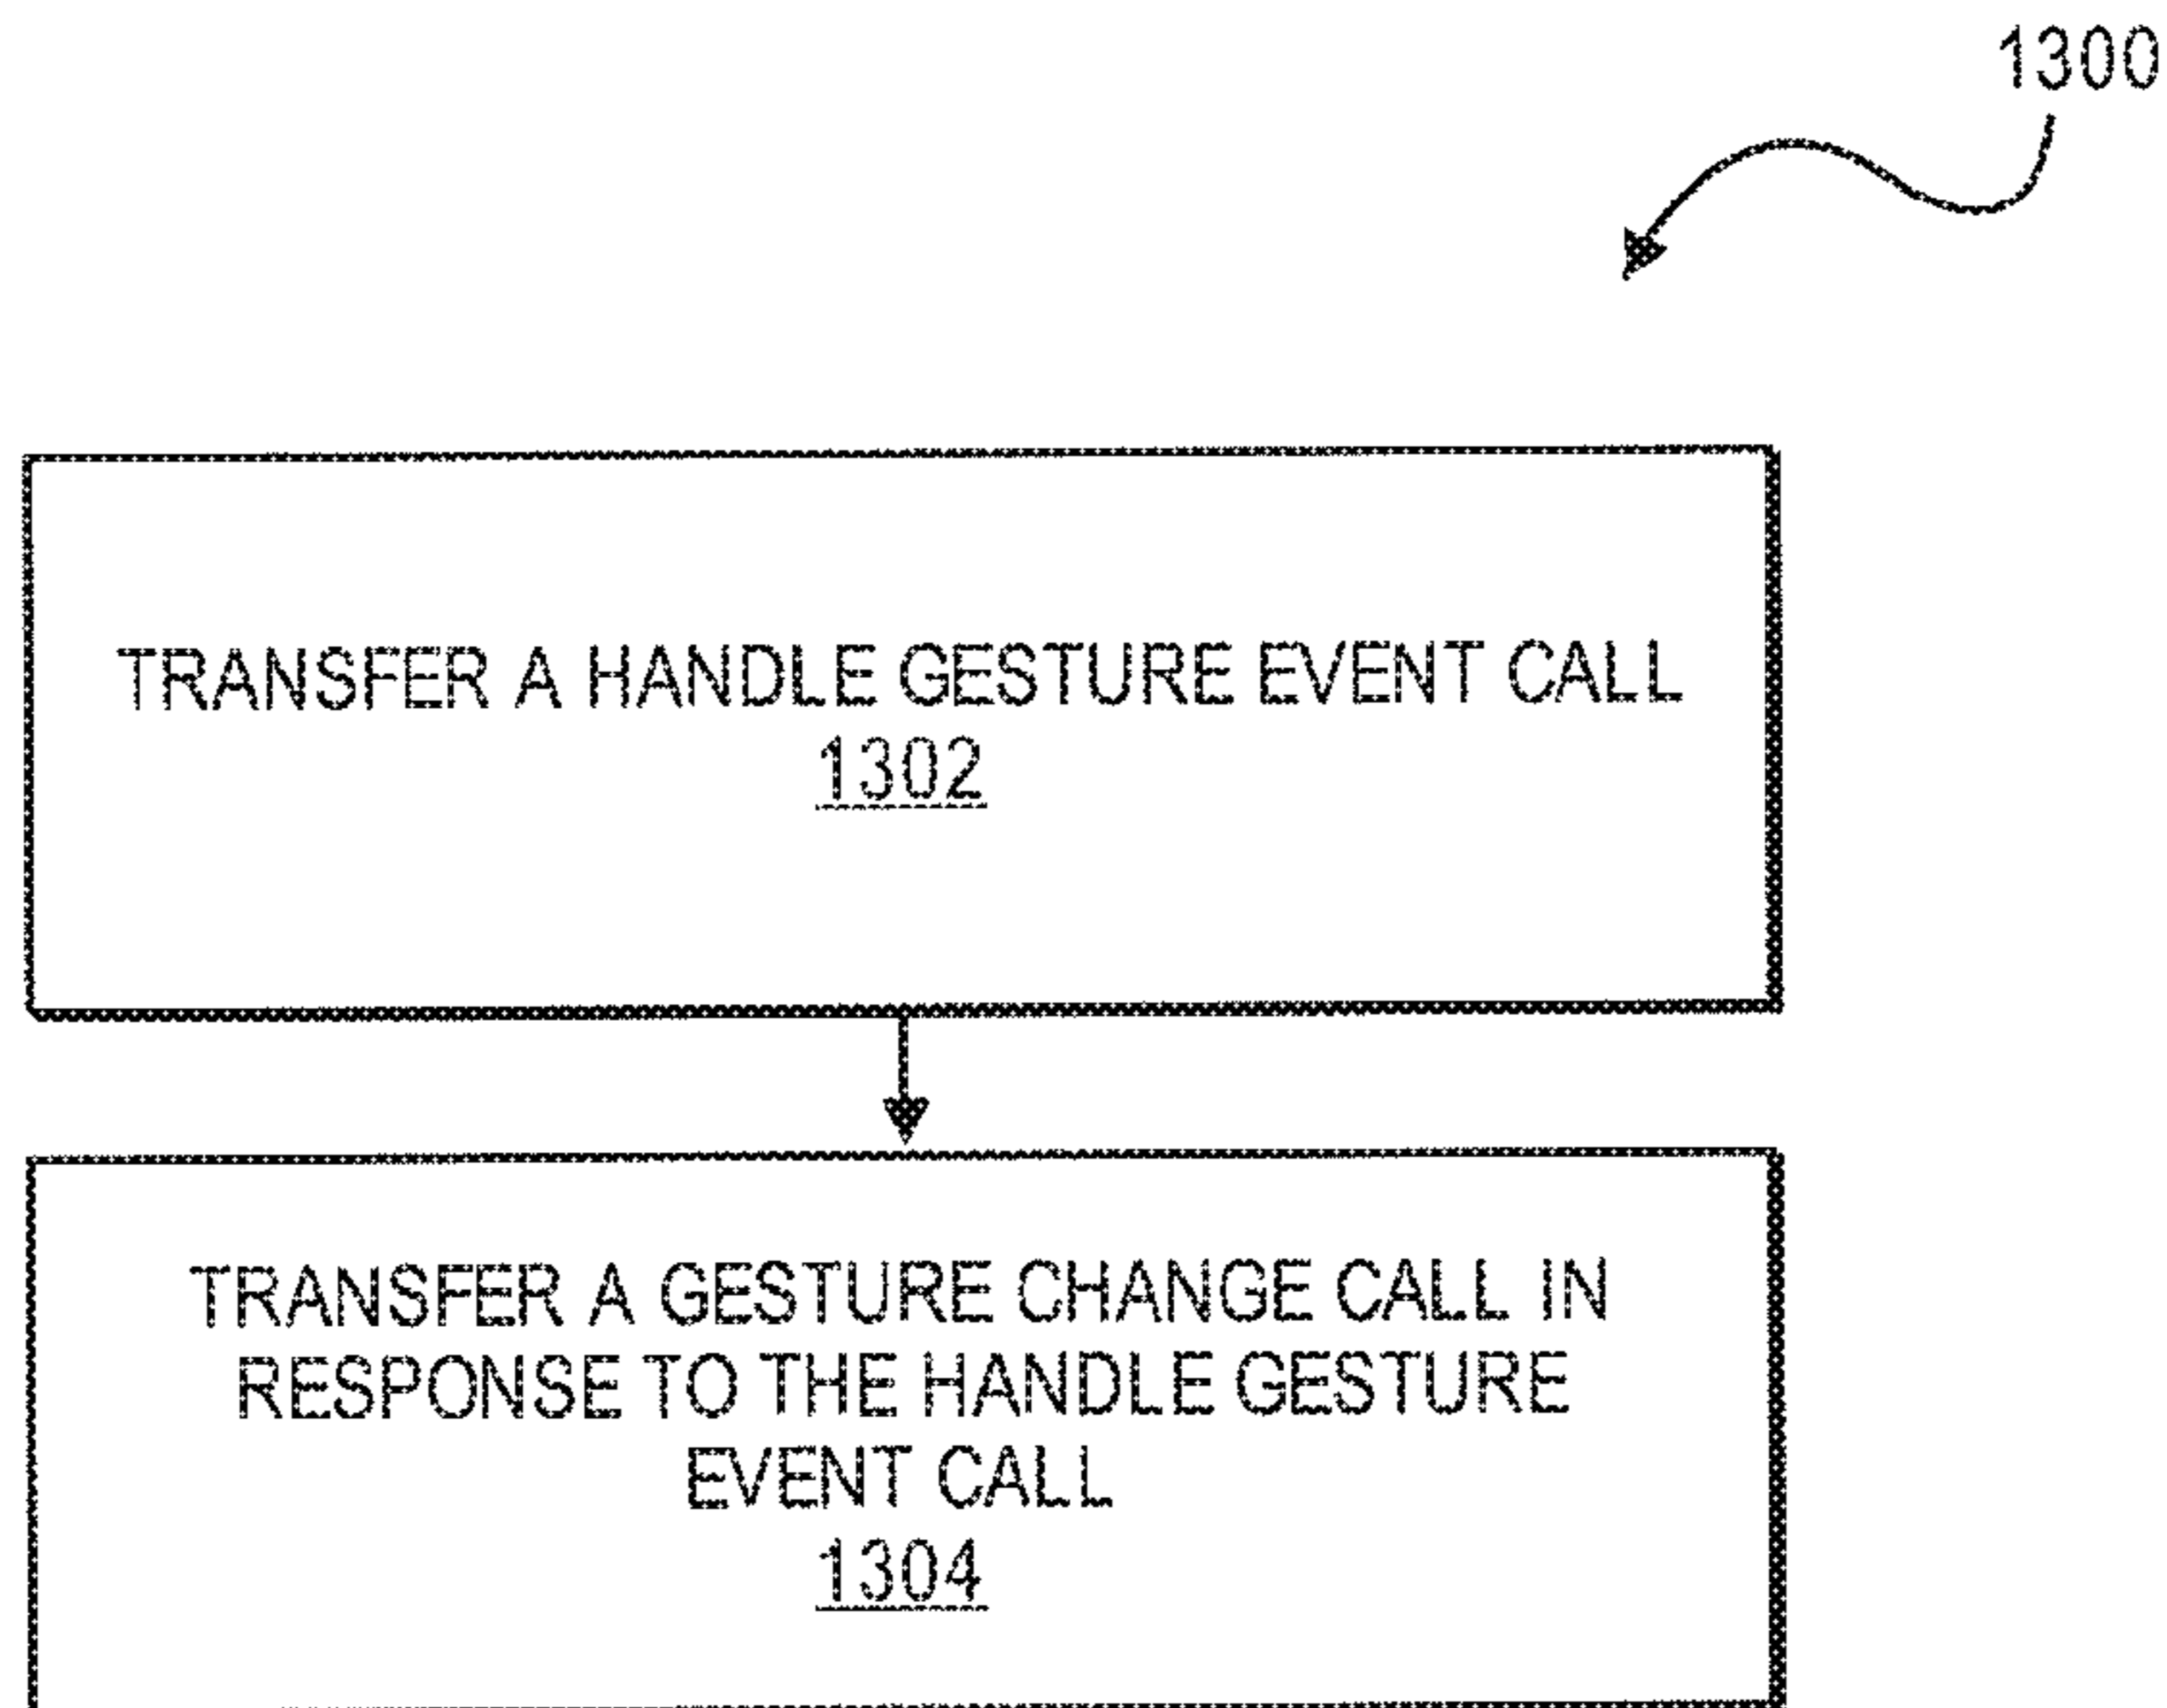 1300
TRANSFER A HANDLE GESTURE EVENT CALL
1302
TRANSFER A GESTURE CHANGE CALL IN
RESPONSE TO THE HANDLE GESTURE
EVENT CALL
1304